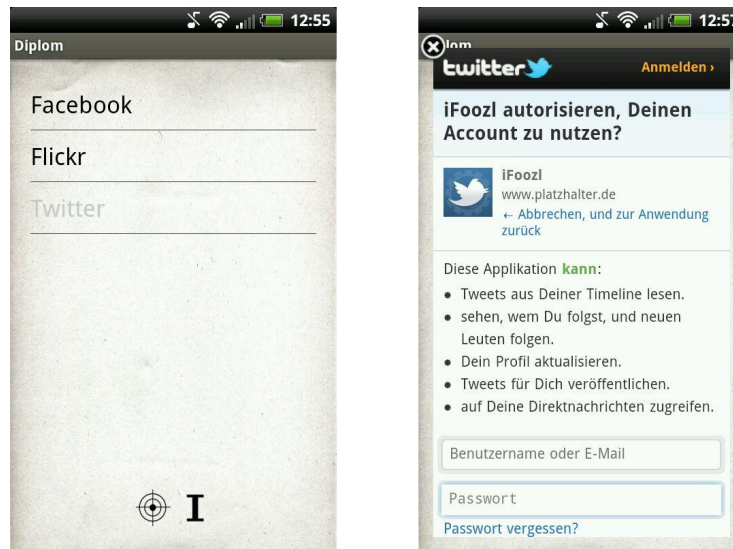 12:55
Diplom
Facebook
Flickr
Twitter
I
12:57
lom
twitter
Anmelden ›
iFoozl autorisieren, Deinen
Account zu nutzen?
iFoozl
www.platzhalter.de
← Abbrechen, und zur Anwendung
zurück
Diese Applikation kann:
• Tweets aus Deiner Timeline lesen.
• sehen, wem Du folgst, und neuen
Leuten folgen.
• Dein Profil aktualisieren.
• Tweets für Dich veröffentlichen.
• auf Deine Direktnachrichten zugreifen.
Benutzername oder E-Mail
Passwort
Passwort vergessen?